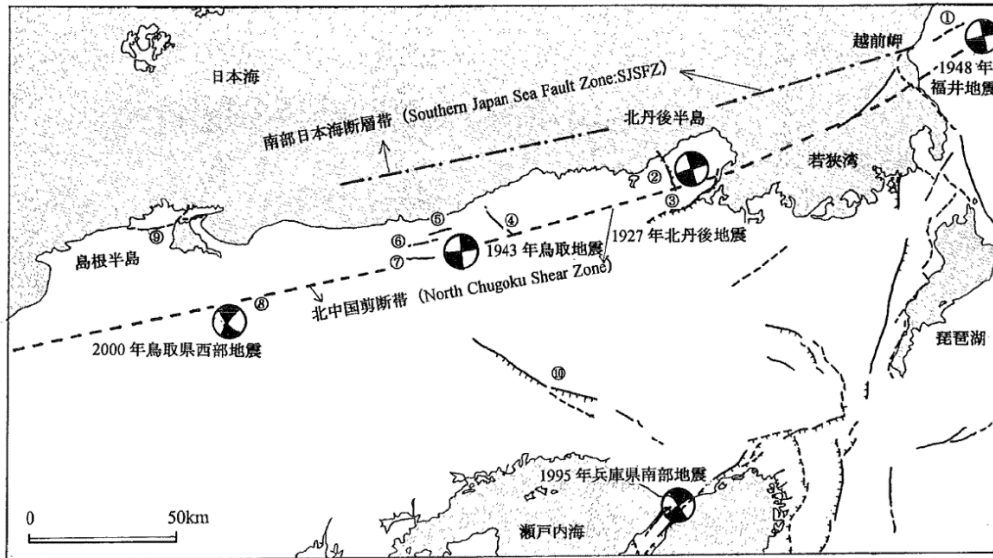 ①
越前岬
1948 年
福井地震
日本海
南部日本海断層帯（Southern Japan Sea Fault Zone:SJSFZ）
北丹後半島
若狭湾
②
③
④
⑤
⑥
⑦
⑨
島根半島
1943 年鳥取地震
1927 年北丹後地震
北中国剪断帯（North Chugoku Shear Zone）
⑧
2000 年鳥取県西部地震
琵琶湖
⑩
1995 年兵庫県南部地震
瀬戸内海
0
50km